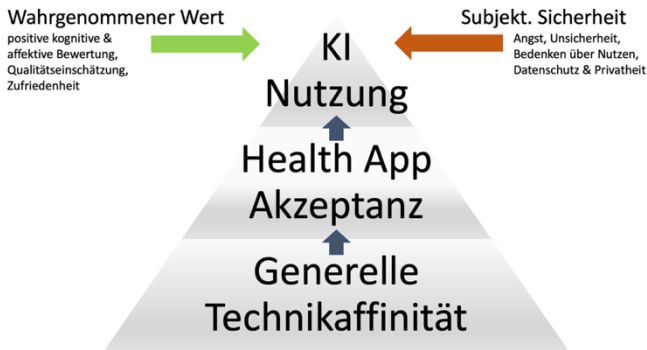 Wahrgenommener Wert
positive kognitive &
affektive Bewertung,
Qualitätseinschätzung,
Zufriedenheit
Subjekt. Sicherheit
Angst, Unsicherheit,
Bedenken über Nutzen,
Datenschutz & Privatheit
KI
Nutzung
Health App
Akzeptanz
Generelle
Technikaffinität